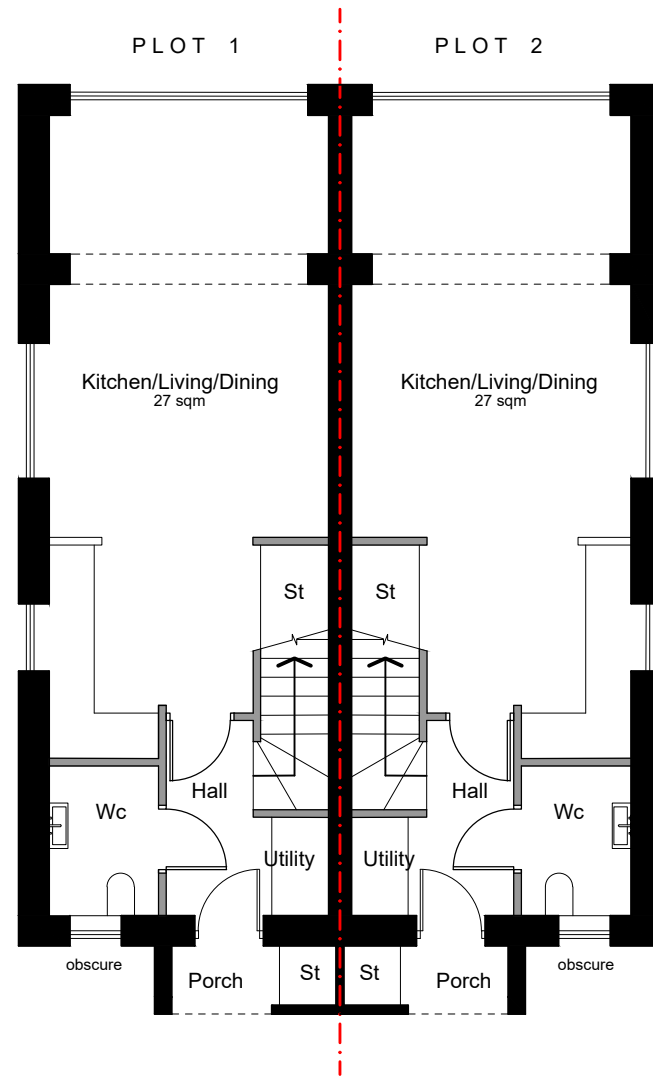 PLOT 1
PLOT 2
Kitchen/Living/Dining
27 sqm
Kitchen/Living/Dining
27 sqm
St
St
Hall
Hall
Wc
Wc
Utility
Utility
obscure
obscure
Porch
St
St
Porch